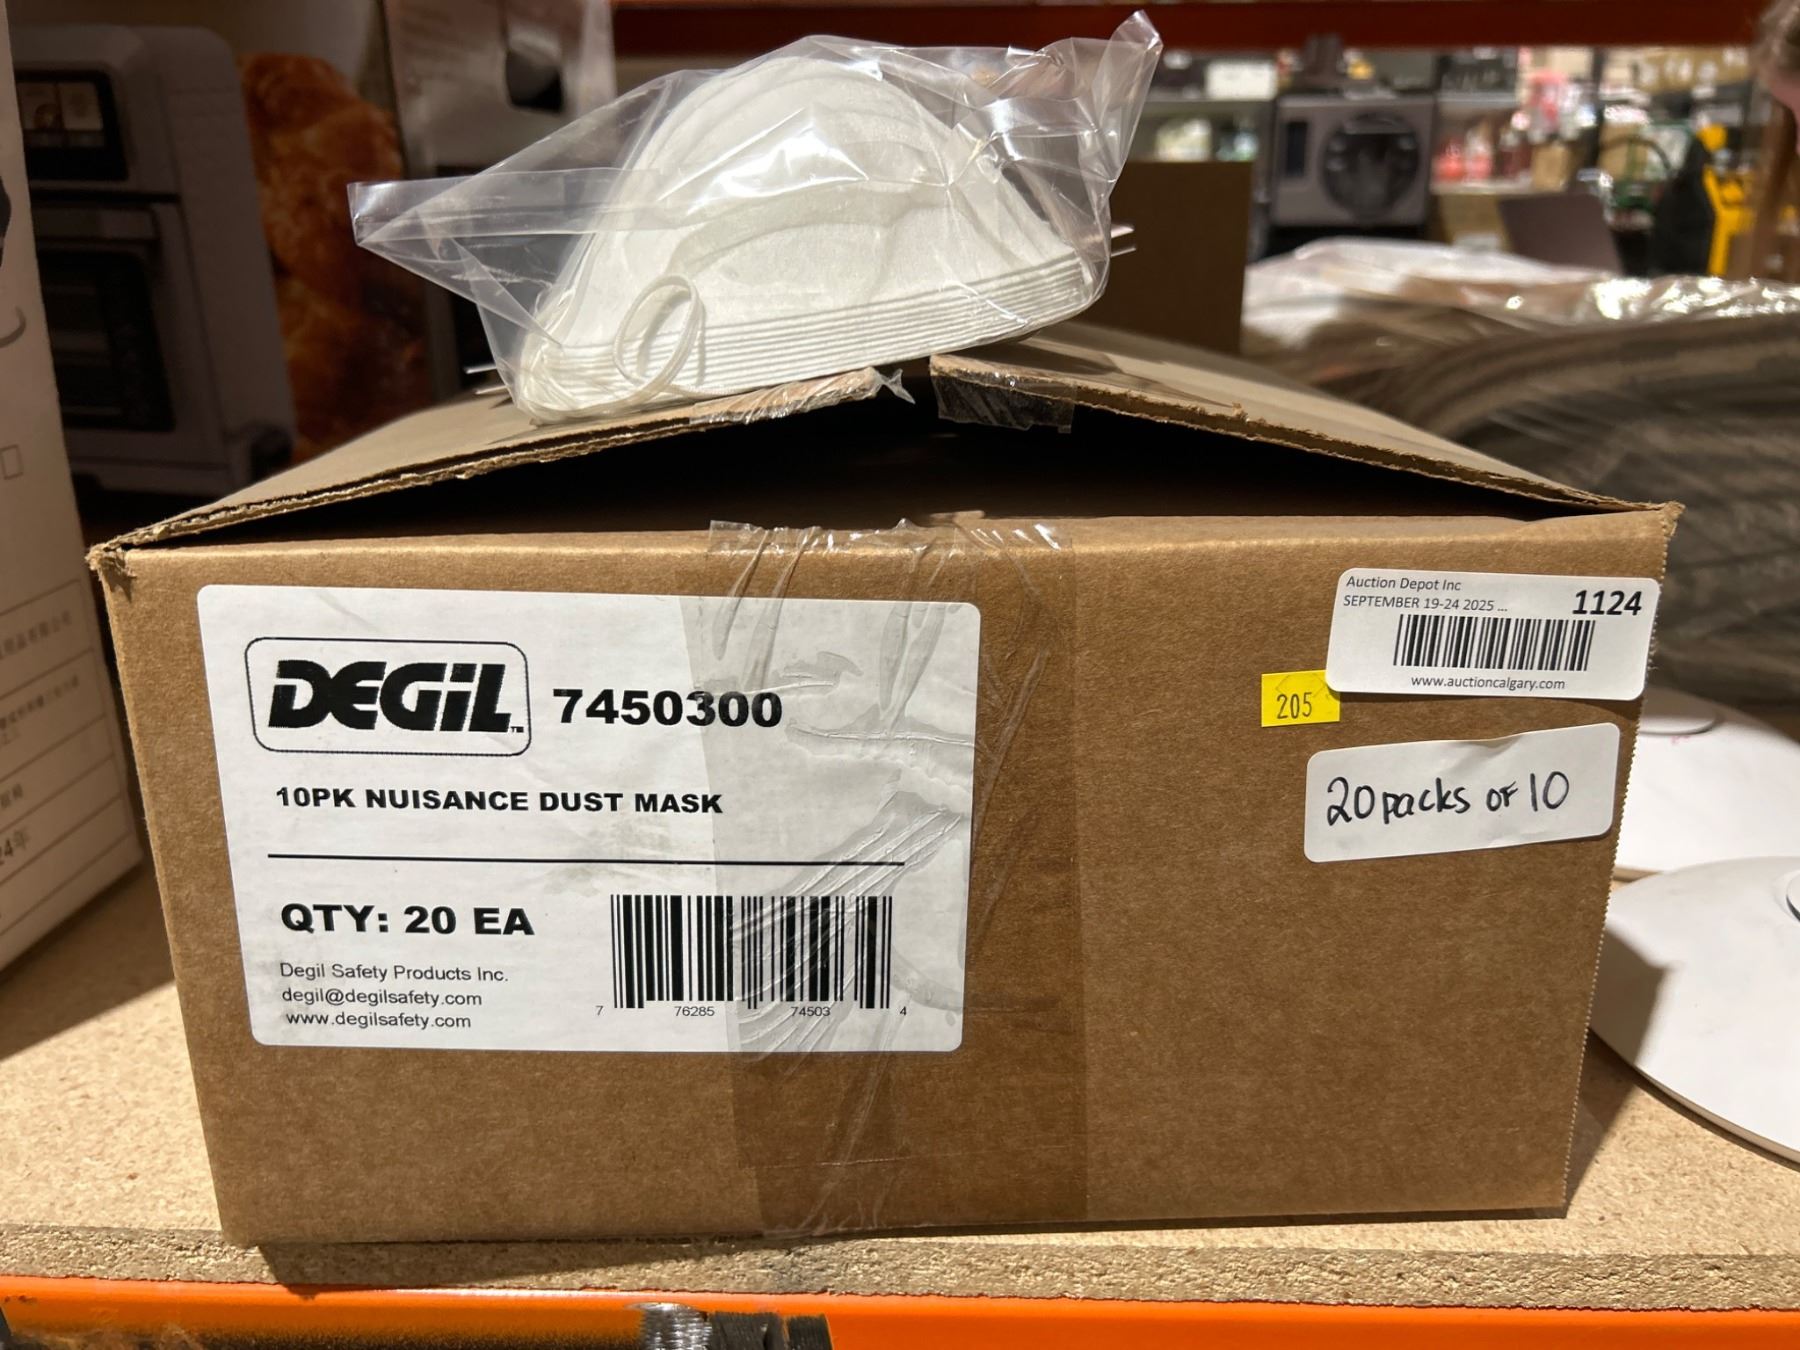 DEGiL™ 7450300
10PK NUISANCE DUST MASK
QTY: 20 EA
Degil Safety Products Inc.
degil@degilsafety.com
www.degilsafety.com
7 76285 74503 4
Auction Depot Inc
SEPTEMBER 19-24 2025 ...
1124
www.auctioncalgary.com
205
20 packs of 10